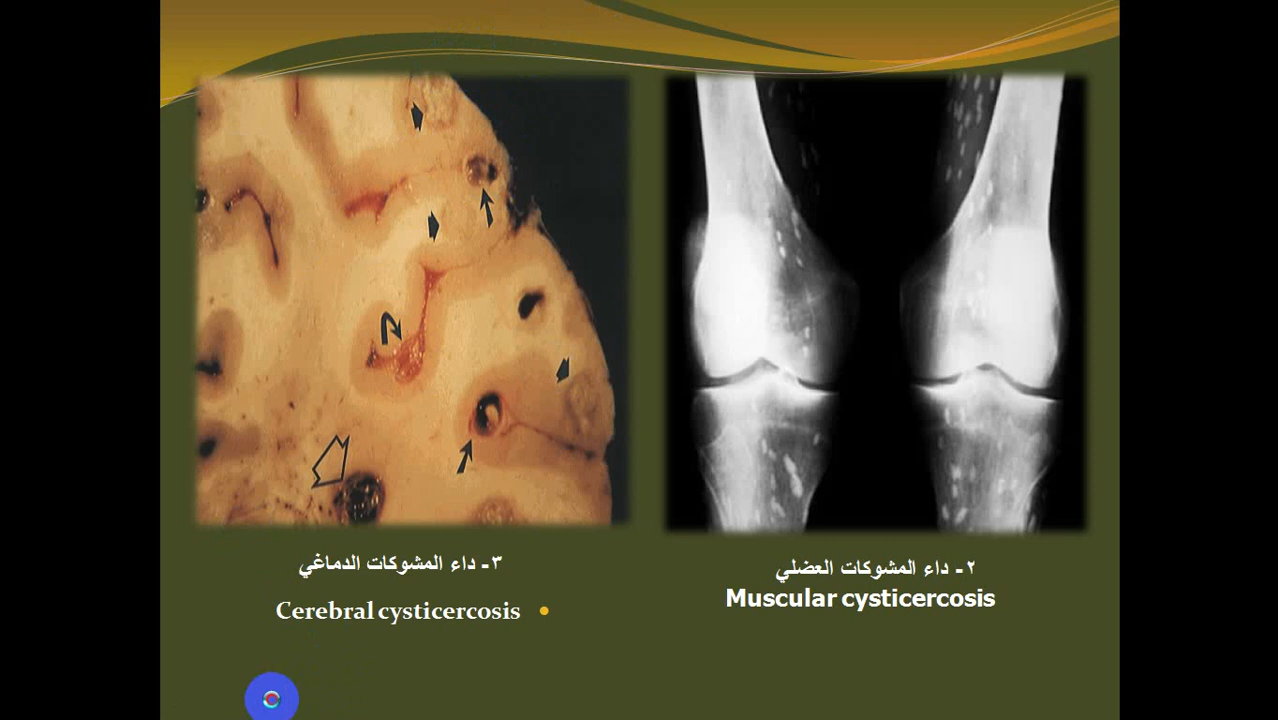 ٢- داء المشوكات العضلي
Muscular cysticercosis
٣- داء المشوكات الدماغي
• Cerebral cysticercosis